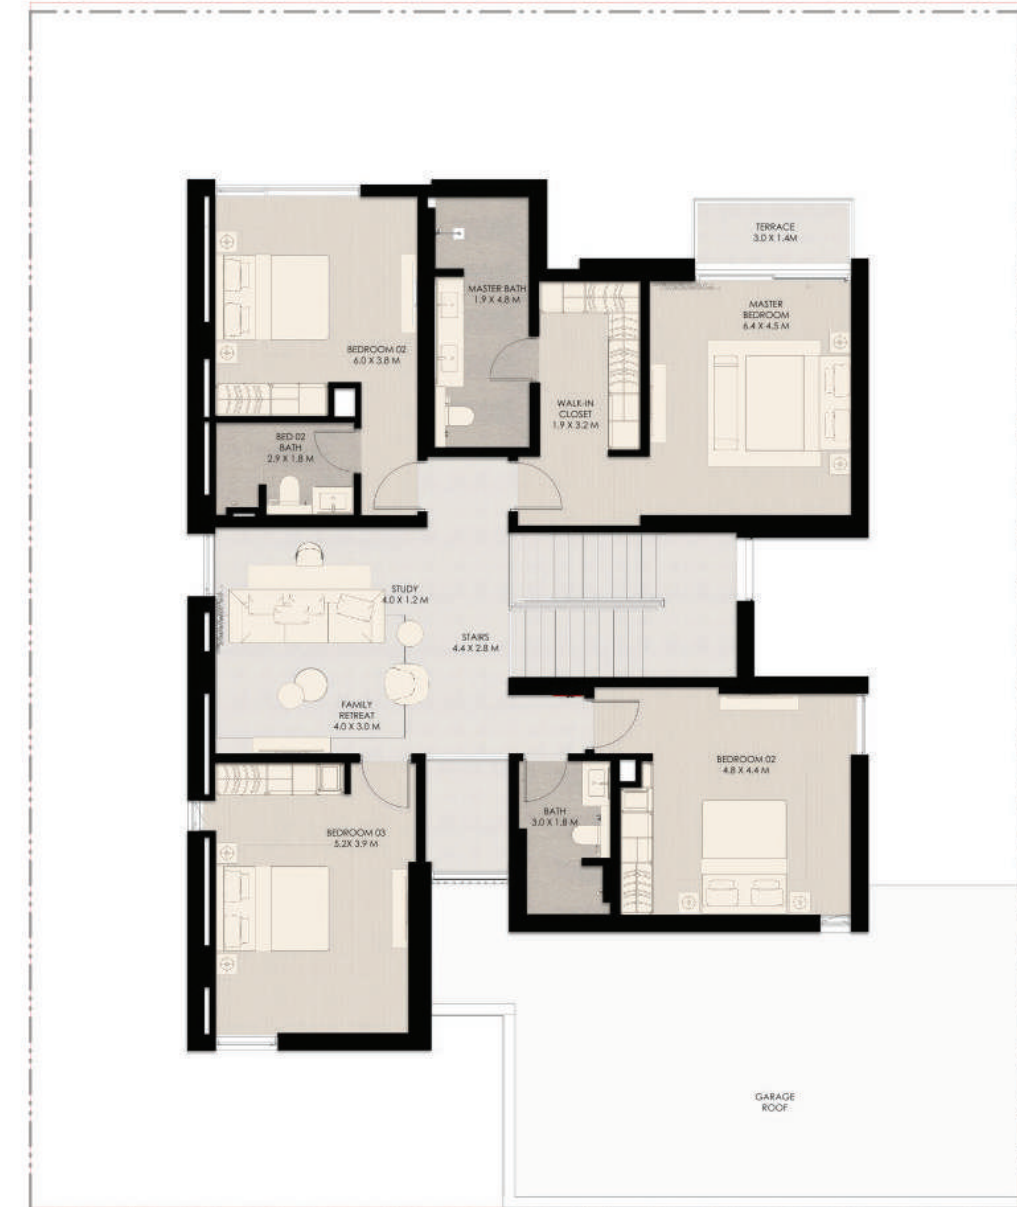 TERRACE
3.0 X 1.4M
MASTER BATH
1.9 X 4.8 M
MASTER
BEDROOM
6.4 X 4.5 M
BEDROOM 02
6.0 X 3.8 M
WALK-IN
CLOSET
1.9 X 3.2 M
BED 02
BATH
2.9 X 1.8 M
STUDY
4.0 X 1.2 M
STAIRS
4.4 X 2.8 M
FAMILY
RETREAT
4.0 X 3.0 M
BEDROOM 02
4.8 X 4.4 M
BATH
3.0 X 1.8 M
BEDROOM 03
5.2X 3.9 M
GARAGE
ROOF